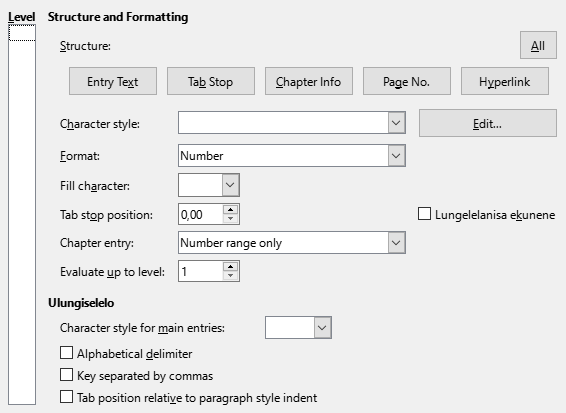 Level Structure and Formatting
Structure: All
Entry Text Tab Stop Chapter Info Page No. Hyperlink
Character style: Edit...
Format: Number
Fill character:
Tab stop position: 0,00 Lungelelanisa ekunene
Chapter entry: Number range only
Evaluate up to level: 1
Ulungiselelo
Character style for main entries:
Alphabetical delimiter
Key separated by commas
Tab position relative to paragraph style indent